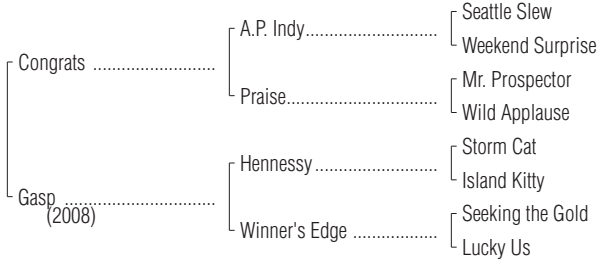 Seattle Slew
A.P. Indy..............................
Weekend Surprise
Congrats ............................
Mr. Prospector
Praise..................................
Wild Applause
Storm Cat
Hennessy ............................
Island Kitty
Gasp ...................................
(2008)
Seeking the Gold
Winner's Edge ...................
Lucky Us